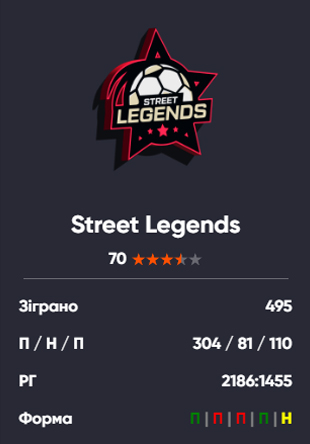 STREET
LEGENDS
Street Legends
70
Зіграно 495
П / Н / П 304 / 81 / 110
РГ 2186:1455
Форма П | П | П | П | Н